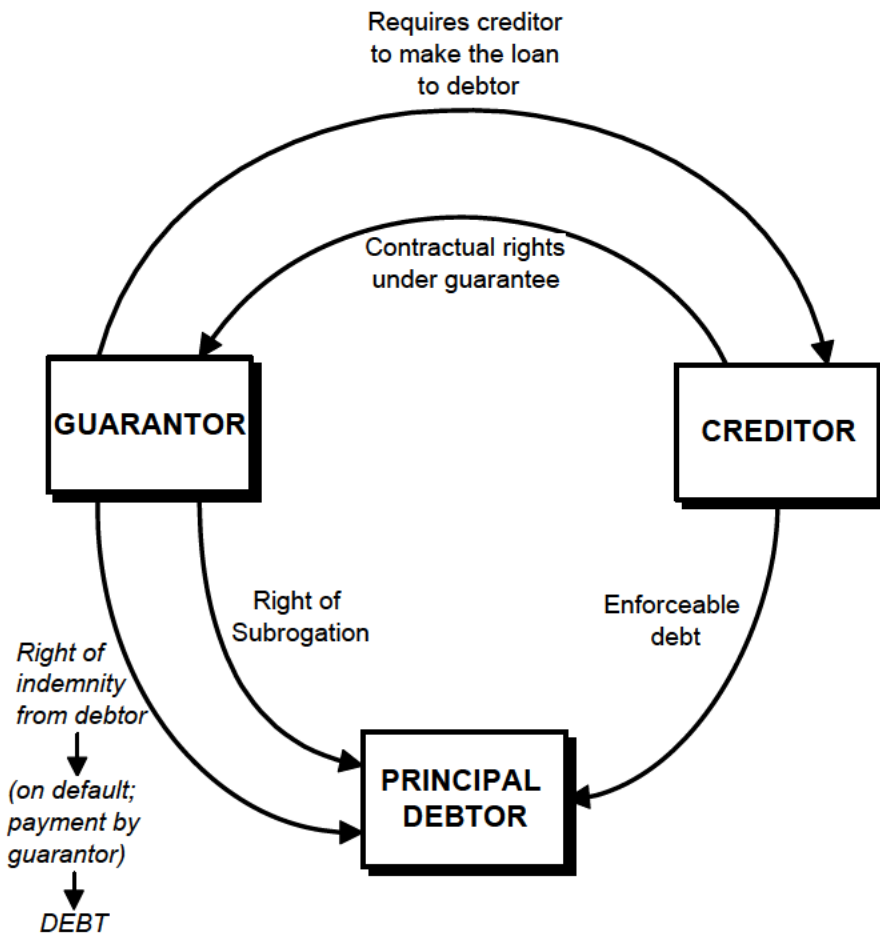 Requires creditor
to make the loan
to debtor
Contractual rights
under guarantee
GUARANTOR
CREDITOR
Right of
Subrogation
Enforceable
debt
Right of
indemnity
from debtor
(on default;
payment by
guarantor)
DEBT
PRINCIPAL
DEBTOR